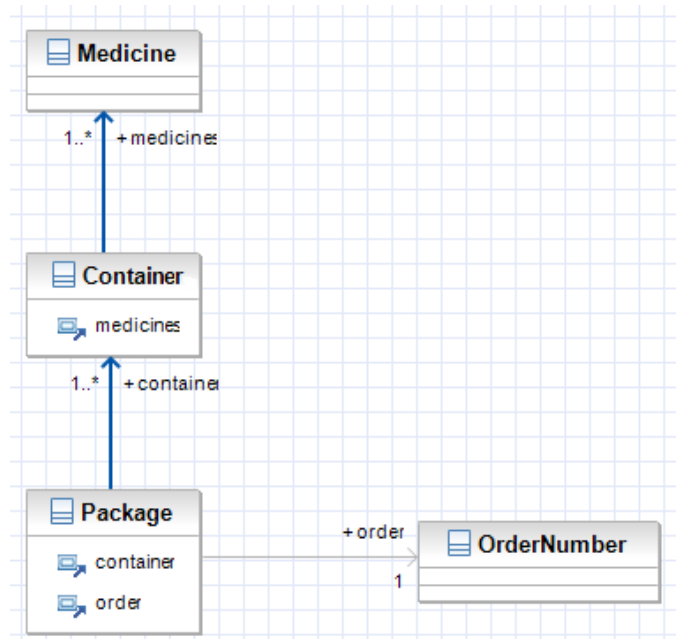 Medicine
1..* + medicines
Container
medicines
1..* + container
Package
container
order
+ order
1
OrderNumber